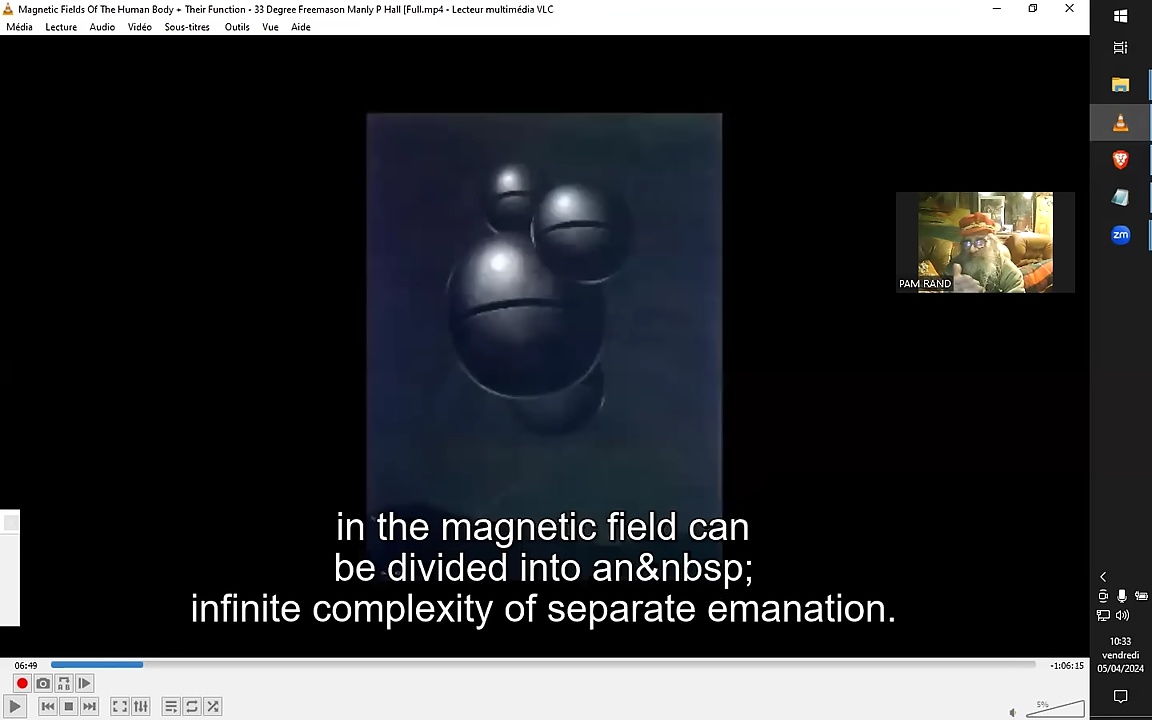 Magnetic Fields Of The Human Body + Their Function - 33 Degree Freemason Manly P Hall [Full.mp4 - Lecteur multimédia VLC
Média Lecture Audio Vidéo Sous-titres Outils Vue Aide
zm
PAM RAND
in the magnetic field can
be divided into an&nbsp;
infinite complexity of separate emanation.
06:49
-1:06:15
5%
10:33
vendredi
05/04/2024